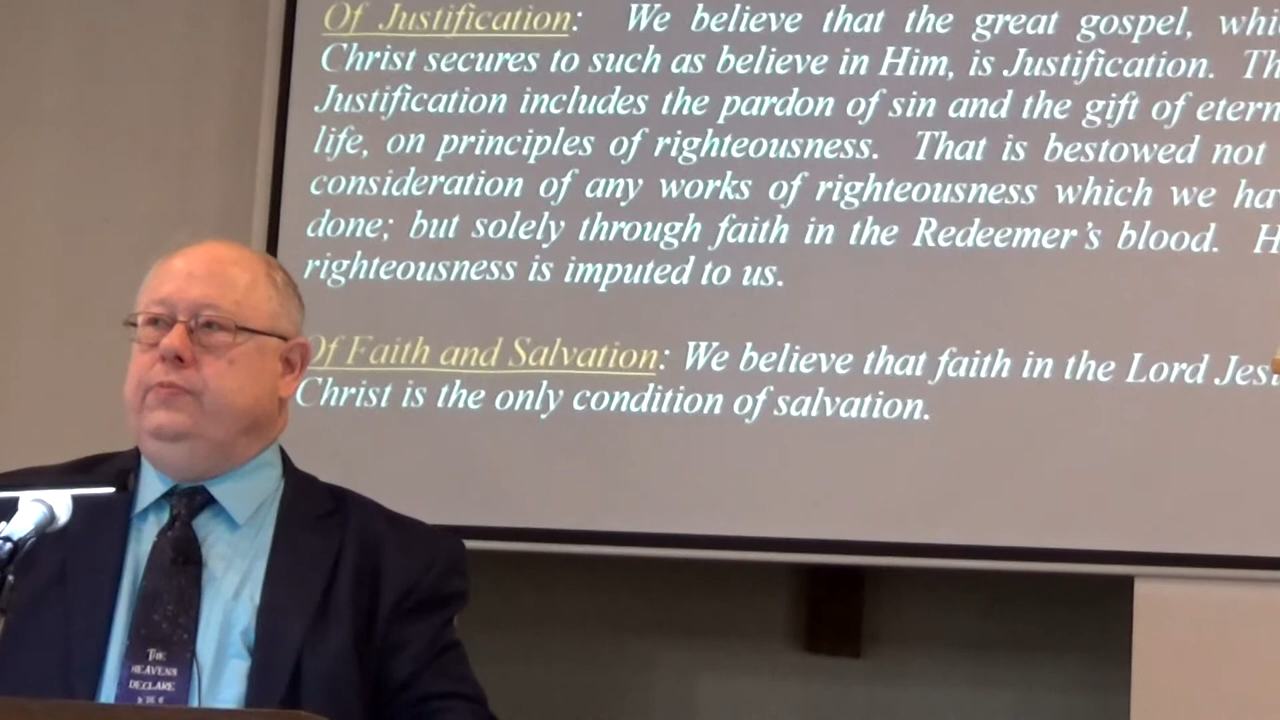 Of Justification: We believe that the great gospel, whi
Christ secures to such as believe in Him, is Justification. Th
Justification includes the pardon of sin and the gift of etern
life, on principles of righteousness. That is bestowed not
consideration of any works of righteousness which we ha
done; but solely through faith in the Redeemer's blood. H
righteousness is imputed to us.
Of Faith and Salvation: We believe that faith in the Lord Jes
Christ is the only condition of salvation.
THE
HEAVENS
DECLARE